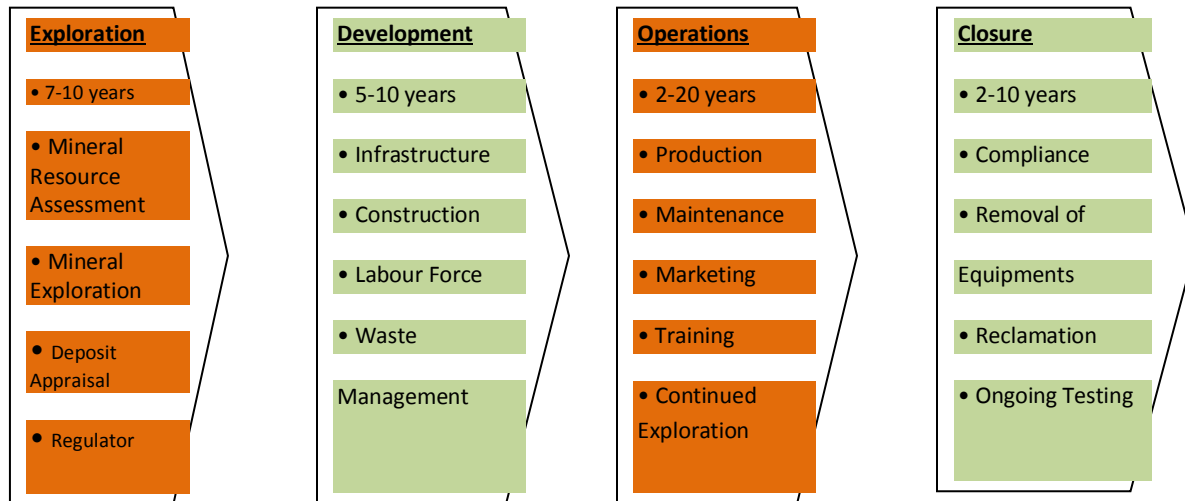 Exploration
• 7-10 years
• Mineral
Resource
Assessment
• Mineral
Exploration
• Deposit
Appraisal
• Regulator
Development
• 5-10 years
• Infrastructure
• Construction
• Labour Force
• Waste
Management
Operations
• 2-20 years
• Production
• Maintenance
• Marketing
• Training
• Continued
Exploration
Closure
• 2-10 years
• Compliance
• Removal of
Equipments
• Reclamation
• Ongoing Testing